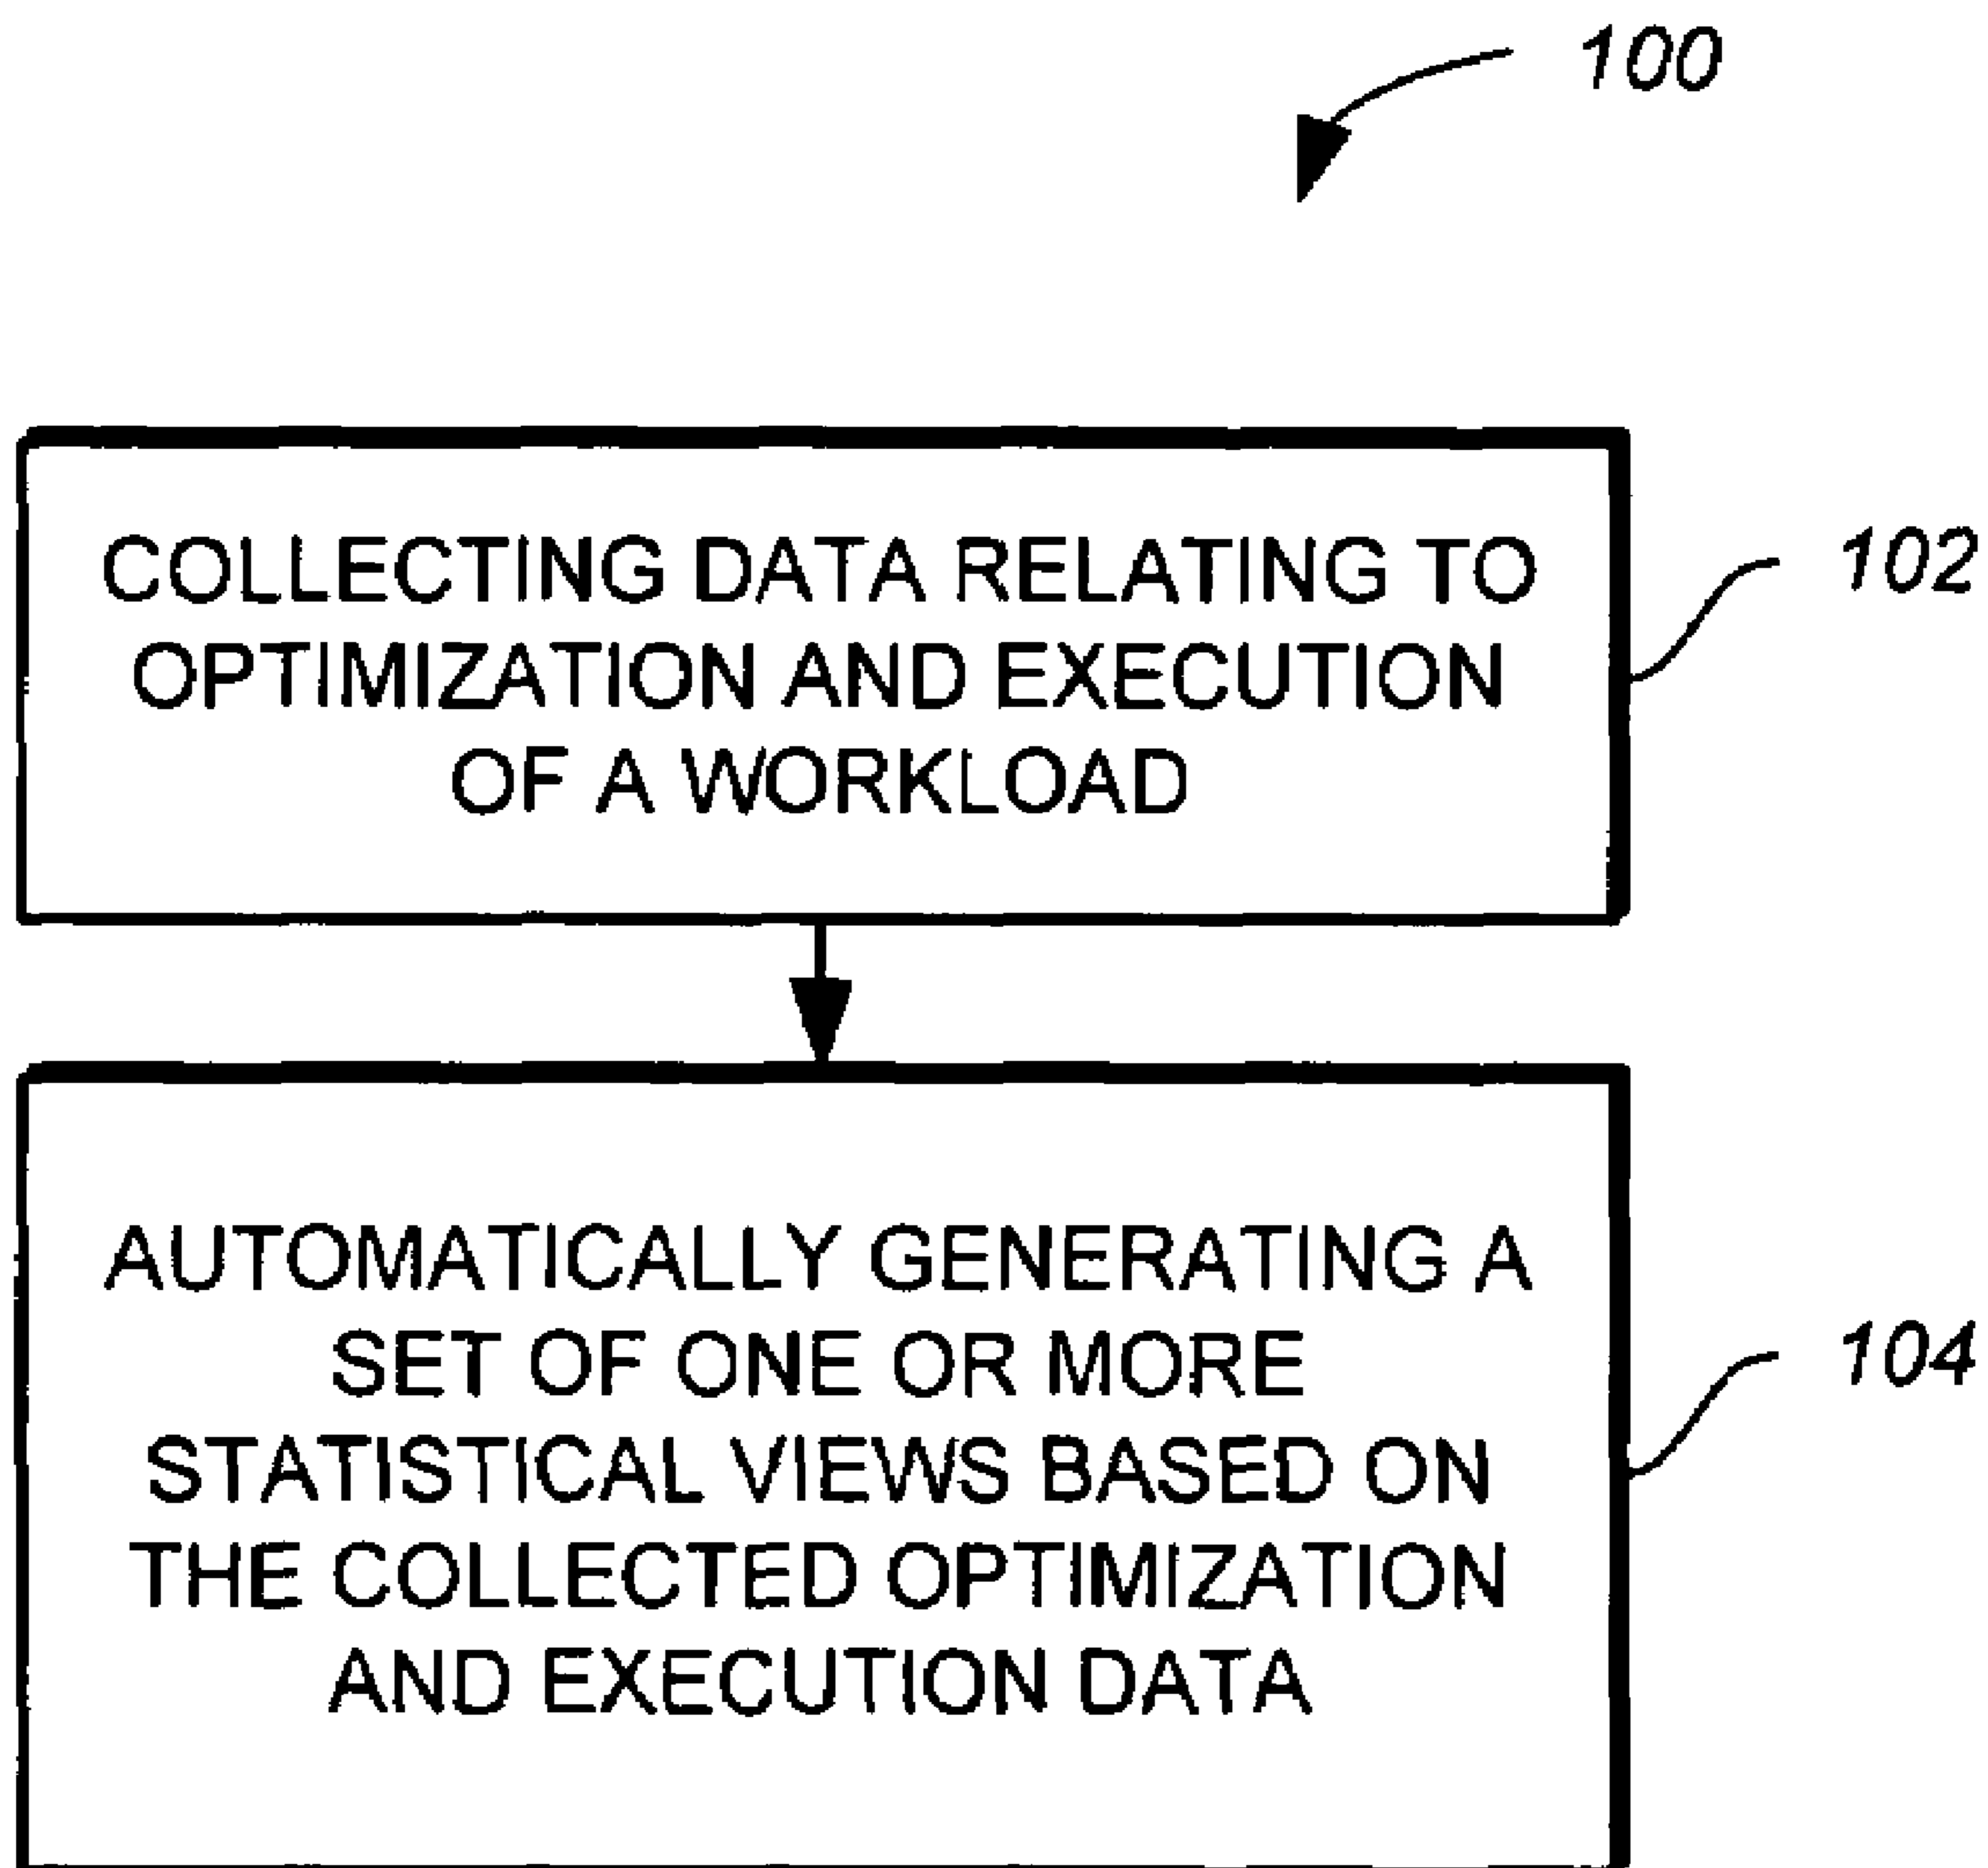 100
COLLECTING DATA RELATING TO
OPTIMIZATION AND EXECUTION
OF A WORKLOAD
102
AUTOMATICALLY GENERATING A
SET OF ONE OR MORE
STATISTICAL VIEWS BASED ON
THE COLLECTED OPTIMIZATION
AND EXECUTION DATA
104